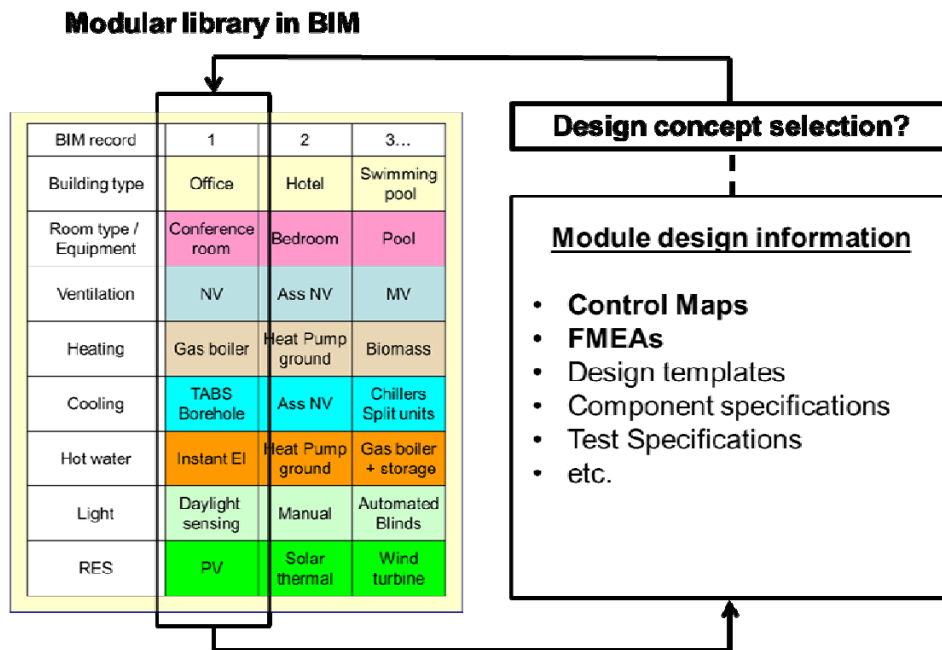 Modular library in BIM
Design concept selection?
BIM record 1 2 3...
Building type Office Hotel Swimming
pool
Room type /
Equipment Conference
room Bedroom Pool
Ventilation NV Ass NV MV
Heating Gas boiler Heat Pump
ground Biomass
Cooling TABS
Borehole Ass NV Chillers
Split units
Hot water Instant El Heat Pump
ground Gas boiler
+ storage
Light Daylight
sensing Manual Automated
Blinds
RES PV Solar
thermal Wind
turbine
Module design information
• Control Maps
• FMEAs
• Design templates
• Component specifications
• Test Specifications
• etc.